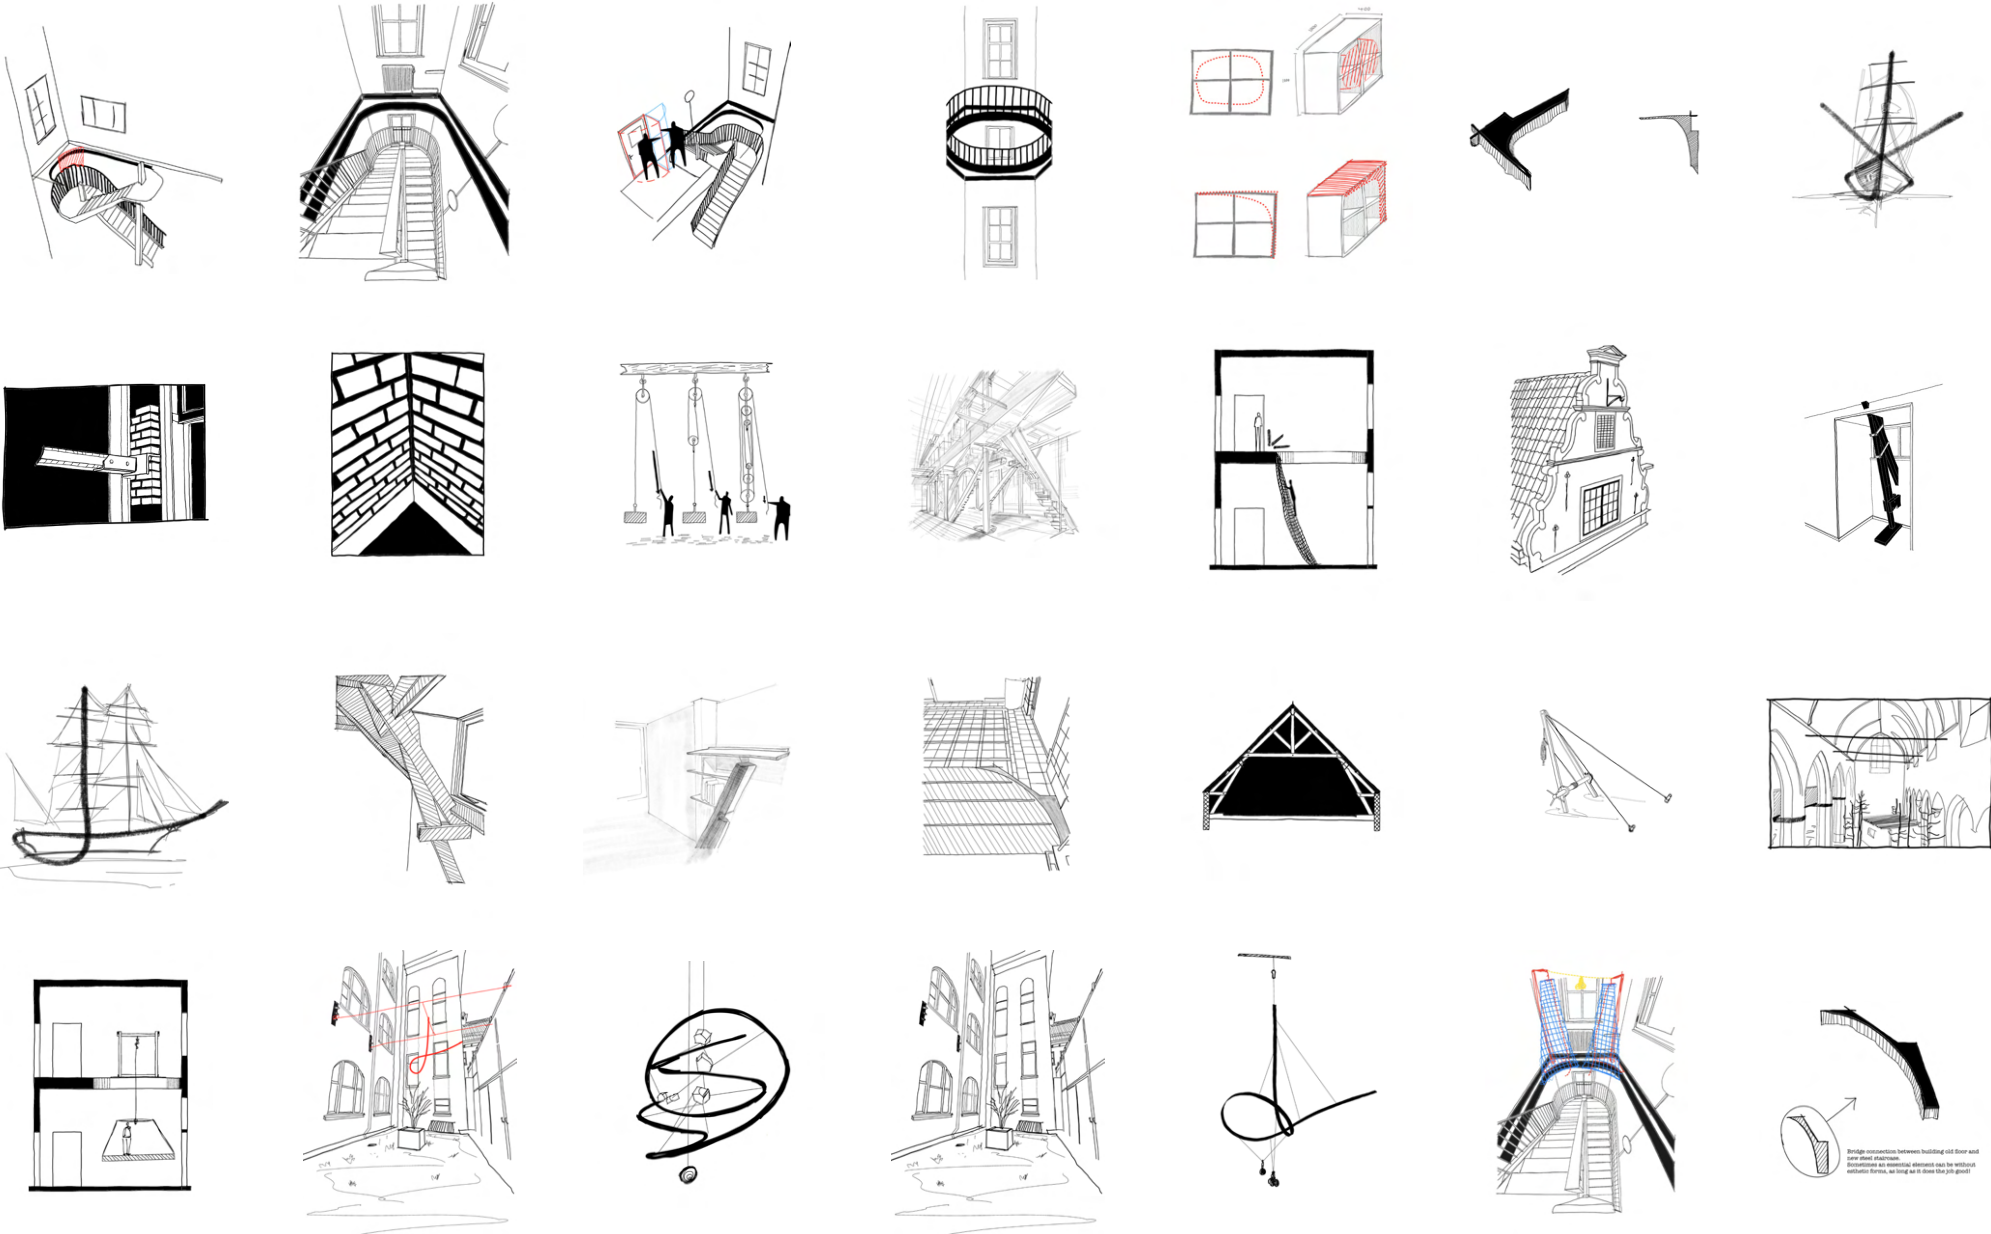 Bridge connection between building old floor and
new steel staircase.
Sometimes an essential element can be without
esthetic forms, as long as it does the job good!